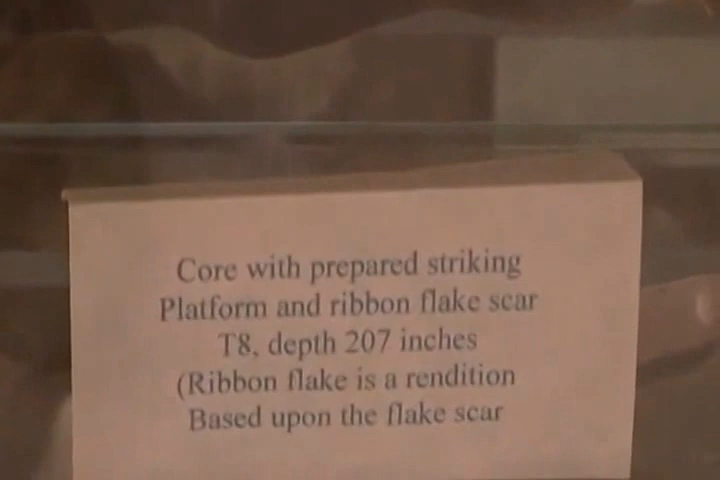 Core with prepared striking
Platform and ribbon flake scar
T8, depth 207 inches
(Ribbon flake is a rendition
Based upon the flake scar